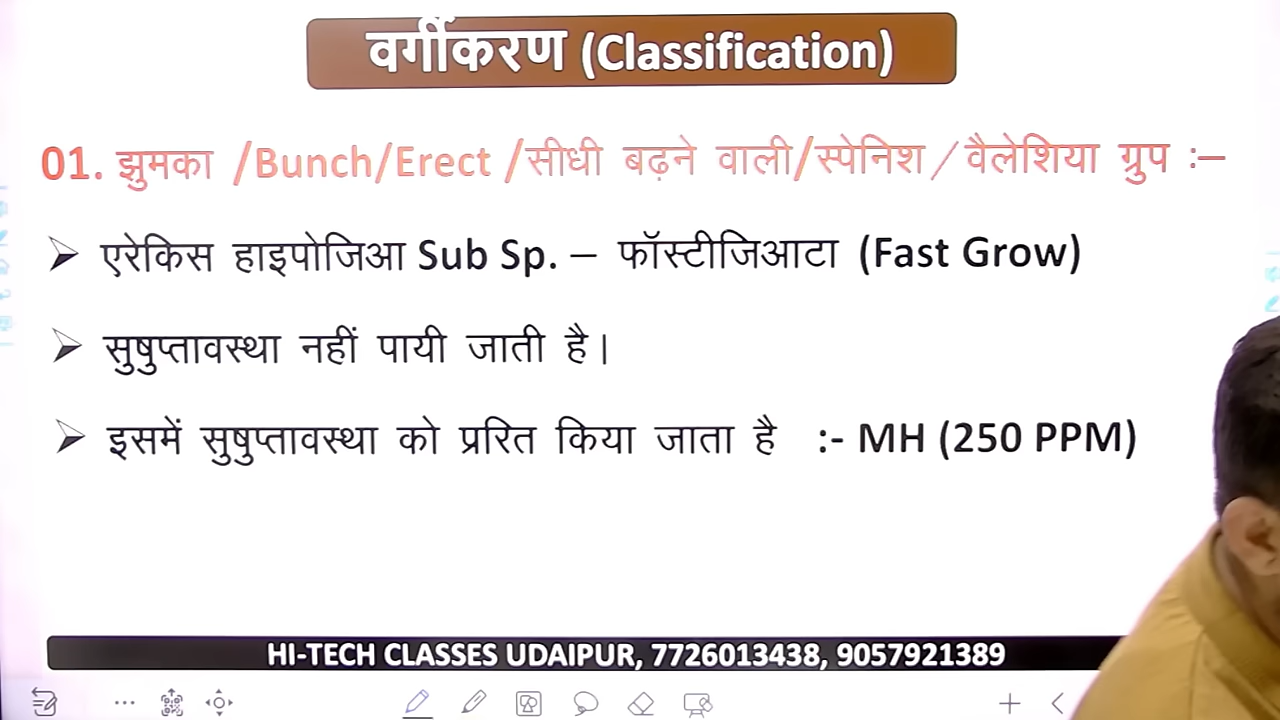 वर्गीकरण (Classification)
01. झुमका /Bunch/Erect /सीधी बढ़ने वाली/स्पेनिश/वैलेशिया ग्रुप :–
➢ एरेकिस हाइपोजिआ Sub Sp. – फॉस्टीजिआटा (Fast Grow)
➢ सुषुप्तावस्था नहीं पायी जाती है।
➢ इसमें सुषुप्तावस्था को प्ररित किया जाता है :- MH (250 PPM)
HI-TECH CLASSES UDAIPUR, 7726013438, 9057921389